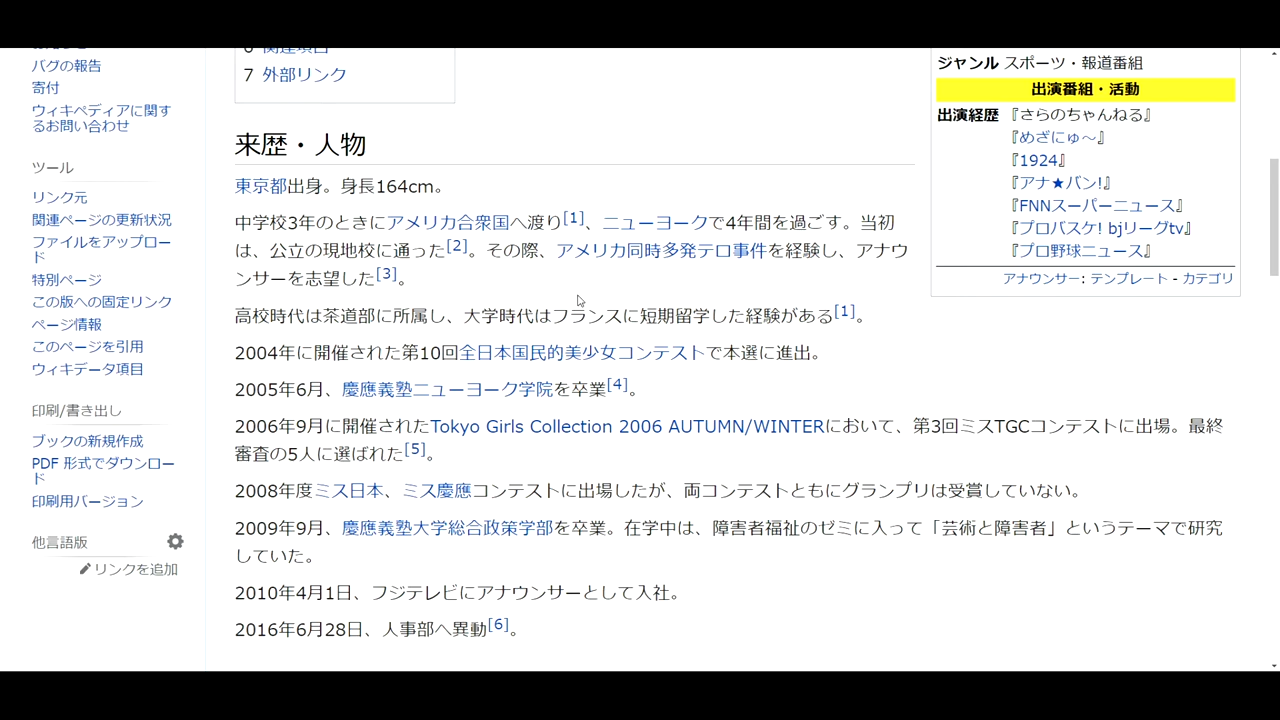 バグの報告
寄付
ウィキペディアに関す
るお問い合わせ
ツール
リンク元
関連ページの更新状況
ファイルをアップロー
ド
特別ページ
この版への固定リンク
ページ情報
このページを引用
ウィキデータ項目
印刷/書き出し
ブックの新規作成
PDF 形式でダウンロー
ド
印刷用バージョン
他言語版
リンクを追加
7 外部リンク
来歴・人物
東京都出身。身長164cm。
中学校3年のときにアメリカ合衆国へ渡り[1]、ニューヨークで4年間を過ごす。当初
は、公立の現地校に通った[2]。その際、アメリカ同時多発テロ事件を経験し、アナウ
ンサーを志望した[3]。
高校時代は茶道部に所属し、大学時代はフランスに短期留学した経験がある[1]。
2004年に開催された第10回全日本国民的美少女コンテストで本選に進出。
2005年6月、慶應義塾ニューヨーク学院を卒業[4]。
2006年9月に開催されたTokyo Girls Collection 2006 AUTUMN/WINTERにおいて、第3回ミスTGCコンテストに出場。最終
審査の5人に選ばれた[5]。
2008年度ミス日本、ミス慶應コンテストに出場したが、両コンテストともにグランプリは受賞していない。
2009年9月、慶應義塾大学総合政策学部を卒業。在学中は、障害者福祉のゼミに入って「芸術と障害者」というテーマで研究
していた。
2010年4月1日、フジテレビにアナウンサーとして入社。
2016年6月28日、人事部へ異動[6]。
ジャンル スポーツ・報道番組
出演番組・活動
出演経歴 『さらのちゃんねる』
『めざにゅ〜』
『1924』
『アナ★バン!』
『FNNスーパーニュース』
『プロバスケ! bjリーグtv』
『プロ野球ニュース』
アナウンサー: テンプレート - カテゴリ